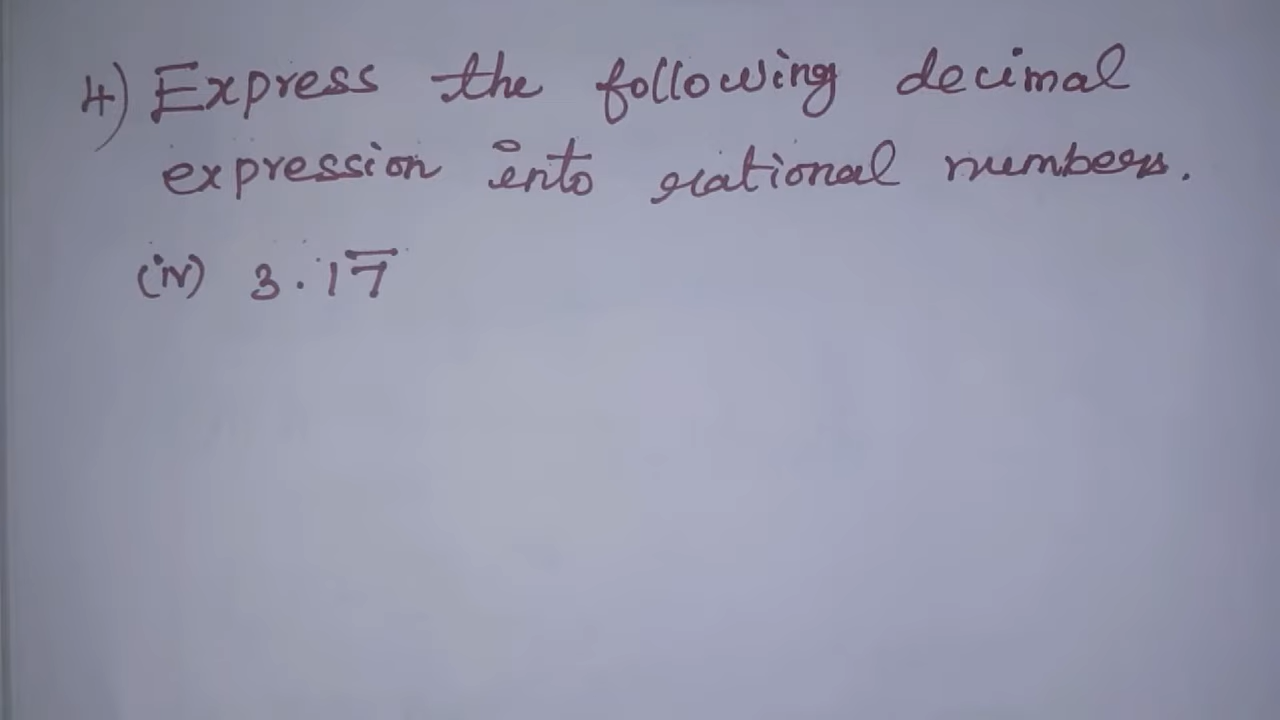 4) Express the following decimal
expression into rational numbers.
(iv) 3.17̅